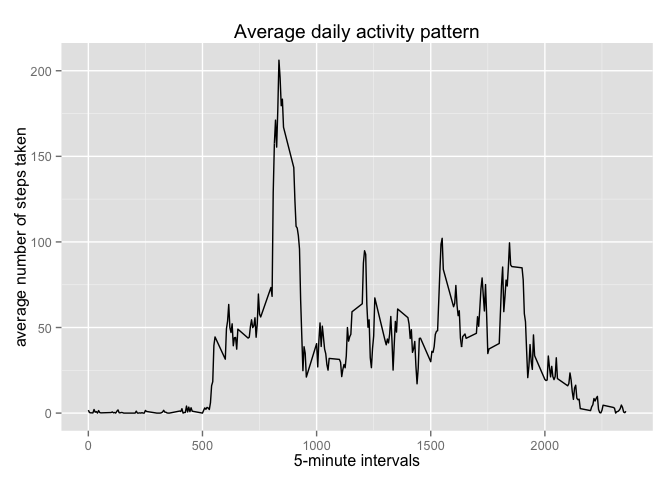 Average daily activity pattern
200
150
100
50
0
average number of steps taken
0 500 1000 1500 2000
5-minute intervals